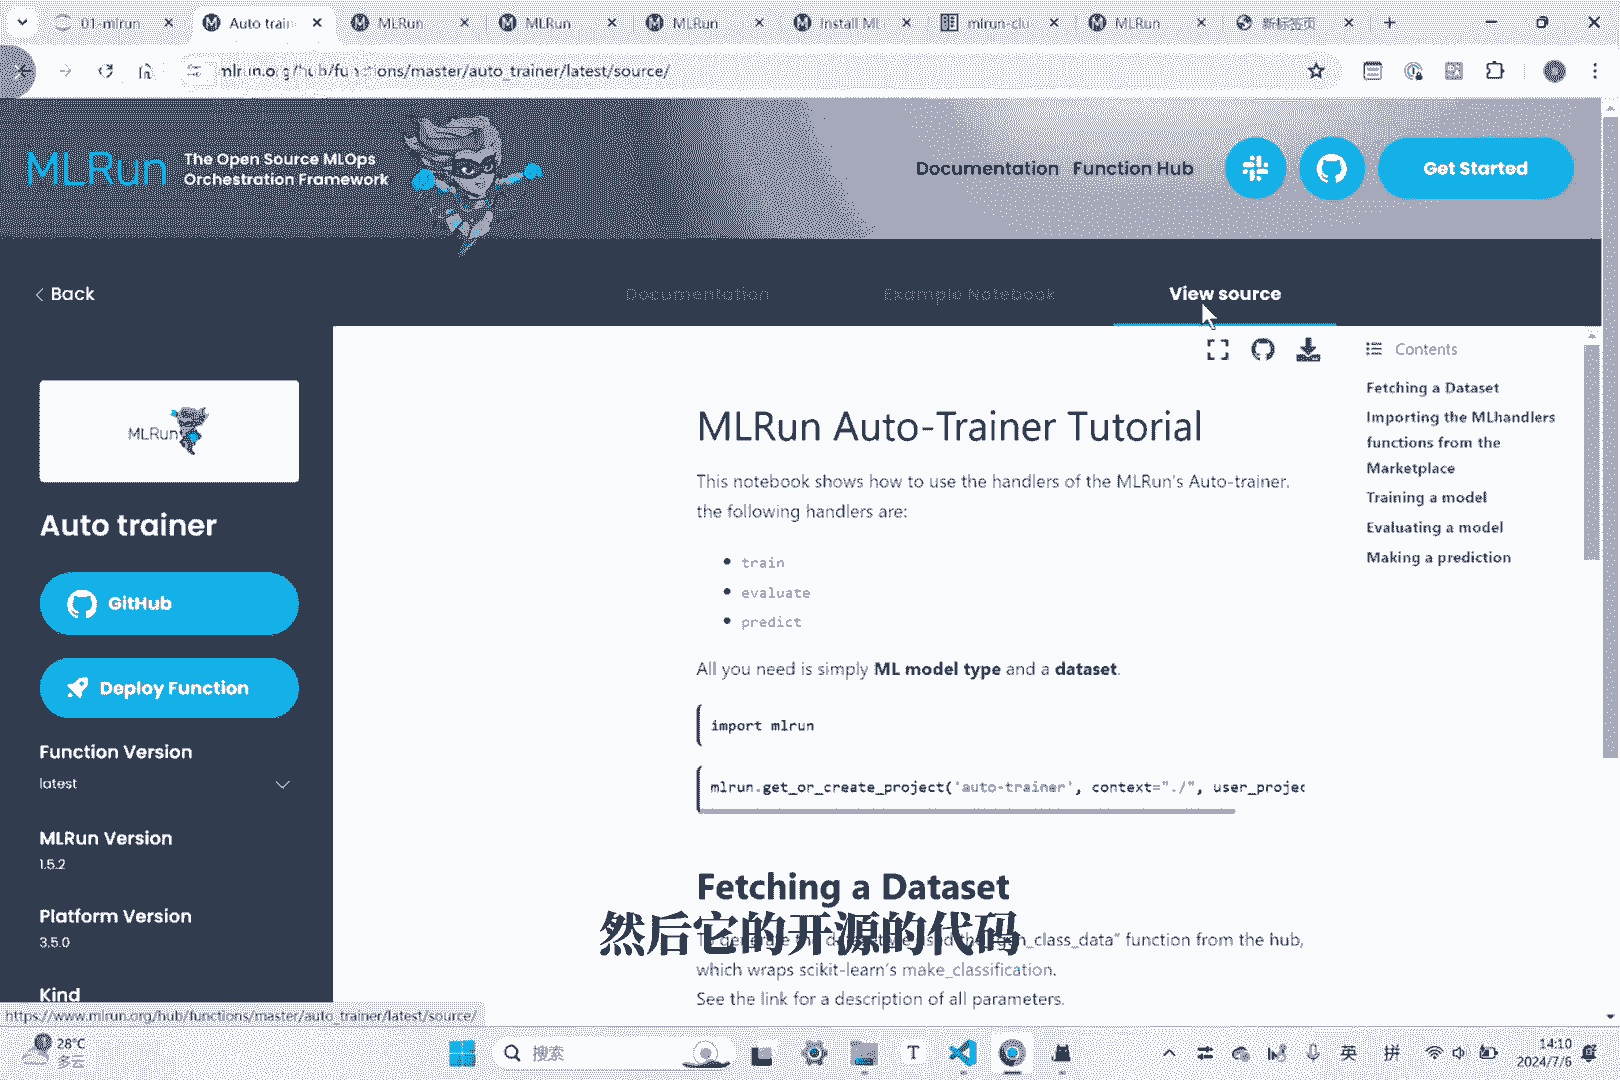 01-mlrun
Auto train
MLRun
MLRun
MLRun
Install ML
mlrun-clu
MLRun
新标签页
mlrun.org/hub/functions/master/auto_trainer/latest/source/
MLRun
The Open Source MLOps
Orchestration Framework
Documentation
Function Hub
Get Started
Back
Documentation
Example Notebook
View source
MLRun
Auto trainer
GitHub
Deploy Function
Function Version
latest
MLRun Version
1.5.2
Platform Version
3.5.0
Kind
MLRun Auto-Trainer Tutorial
This notebook shows how to use the handlers of the MLRun's Auto-trainer.
the following handlers are:
train
evaluate
predict
All you need is simply ML model type and a dataset.
import mlrun
mlrun.get_or_create_project('auto-trainer', context="./", user_projec
Fetching a Dataset
To generate the used the class_data" function from the hub,
which wraps scikit-learn's make_classification.
See the link for a description of all parameters.
Contents
Fetching a Dataset
Importing the MLhandlers
functions from the
Marketplace
Training a model
Evaluating a model
Making a prediction
然后它的开源的代码
https://www.mlrun.org/hub/functions/master/auto_trainer/latest/source/
28°C
多云
搜索
T
英
拼
14:10
2024/7/6